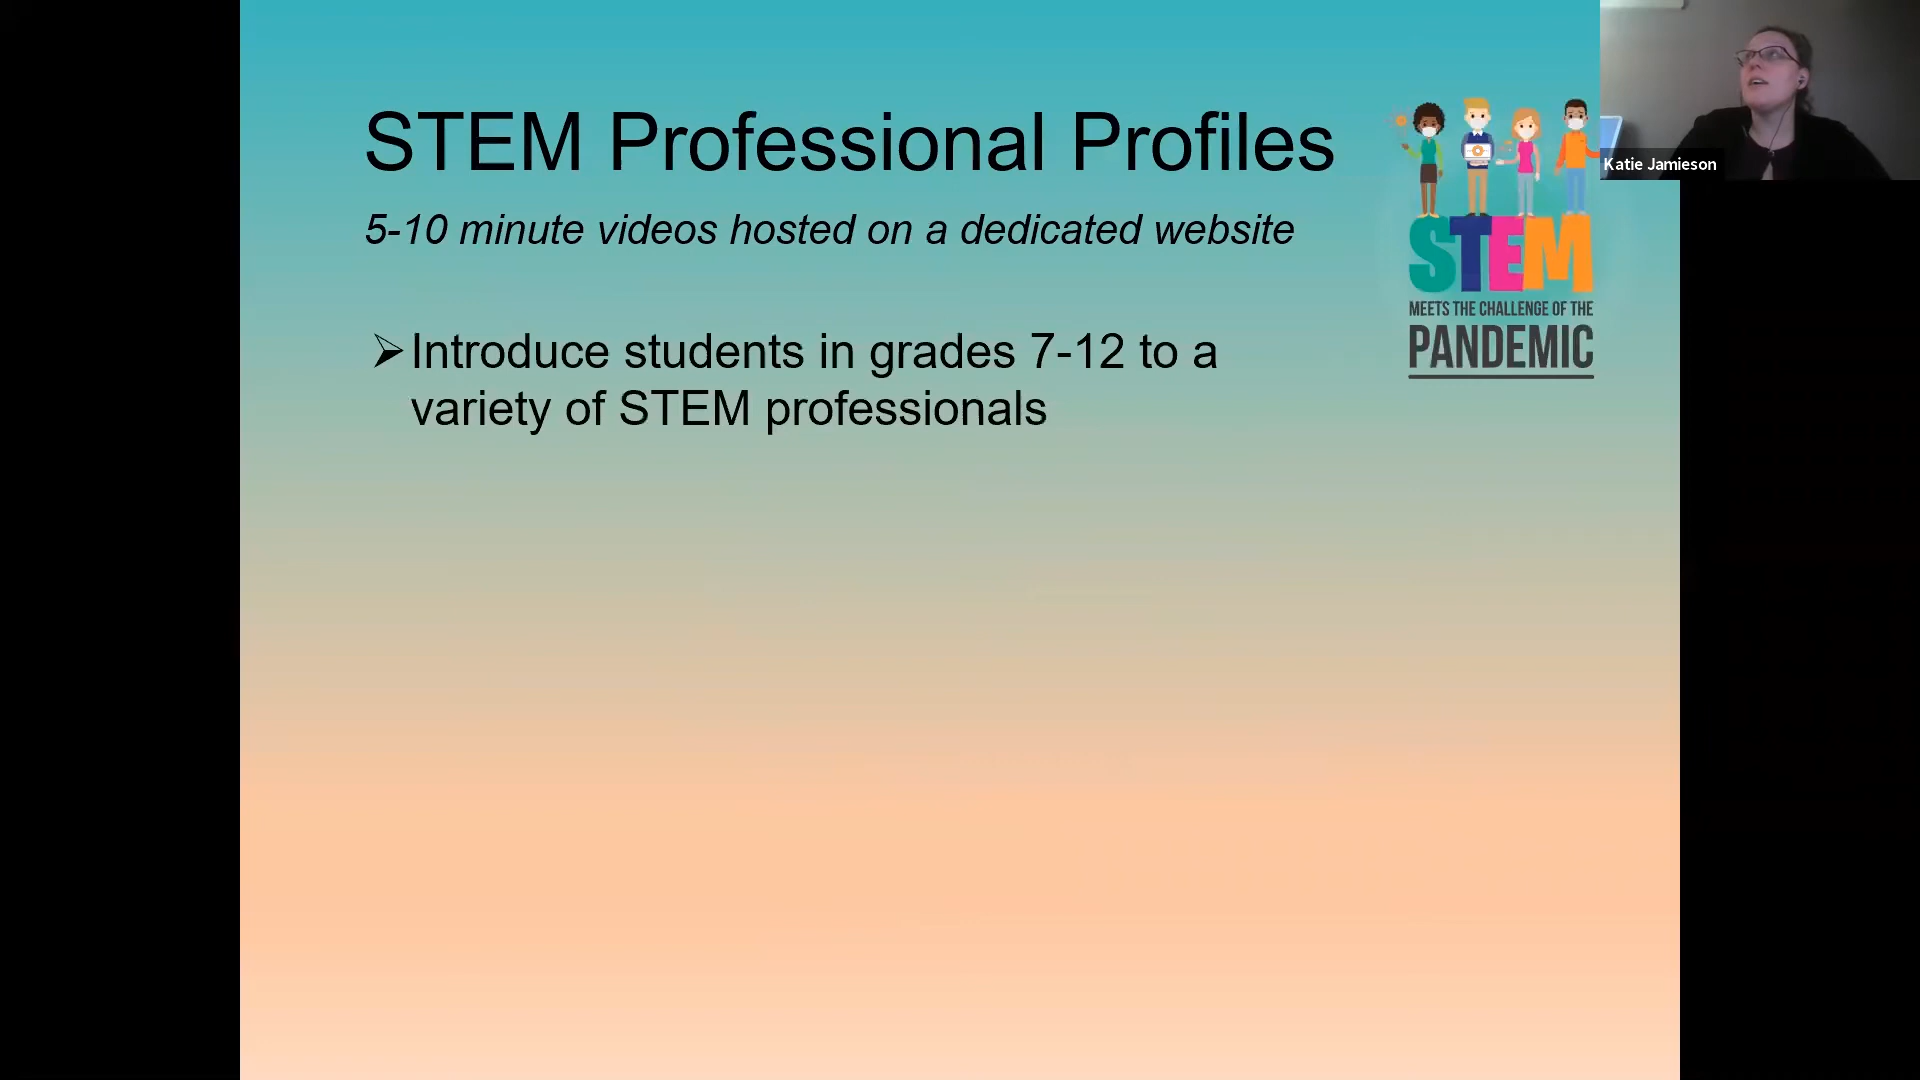 STEM Professional Profiles
5-10 minute videos hosted on a dedicated website
➢Introduce students in grades 7-12 to a
variety of STEM professionals
STEM
MEETS THE CHALLENGE OF THE
PANDEMIC
Katie Jamieson